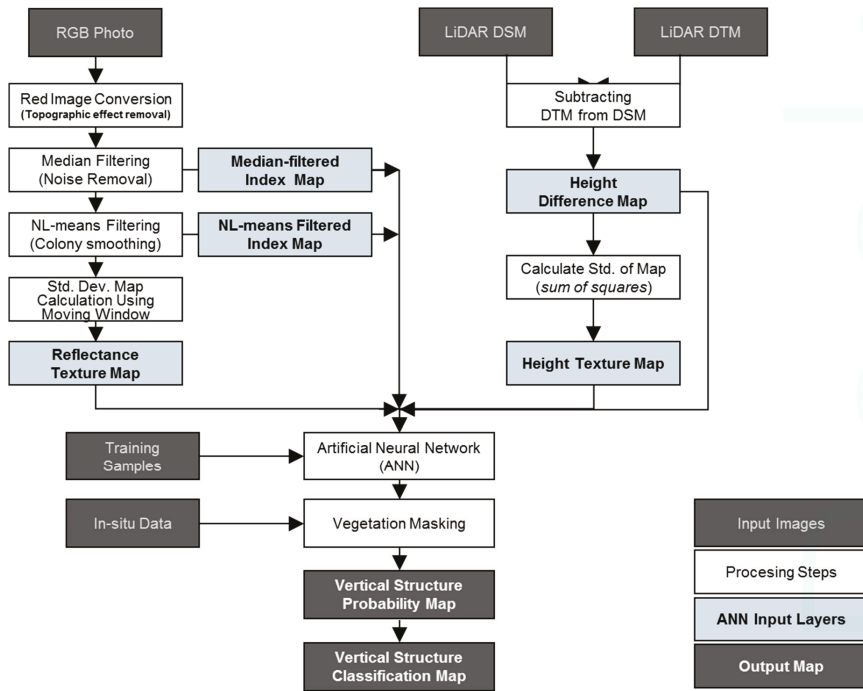 RGB Photo
LiDAR DSM
LiDAR DTM
Red Image Conversion
(Topographic effect removal)
Subtracting
DTM from DSM
Median Filtering
(Noise Removal)
Median-filtered
Index Map
Height
Difference Map
NL-means Filtering
(Colony smoothing)
NL-means Filtered
Index Map
Calculate Std. of Map
(sum of squares)
Std. Dev. Map
Calculation Using
Moving Window
Reflectance
Texture Map
Height Texture Map
Training
Samples
Artificial Neural Network
(ANN)
In-situ Data
Vegetation Masking
Vertical Structure
Probability Map
Vertical Structure
Classification Map
Input Images
Procesing Steps
ANN Input Layers
Output Map